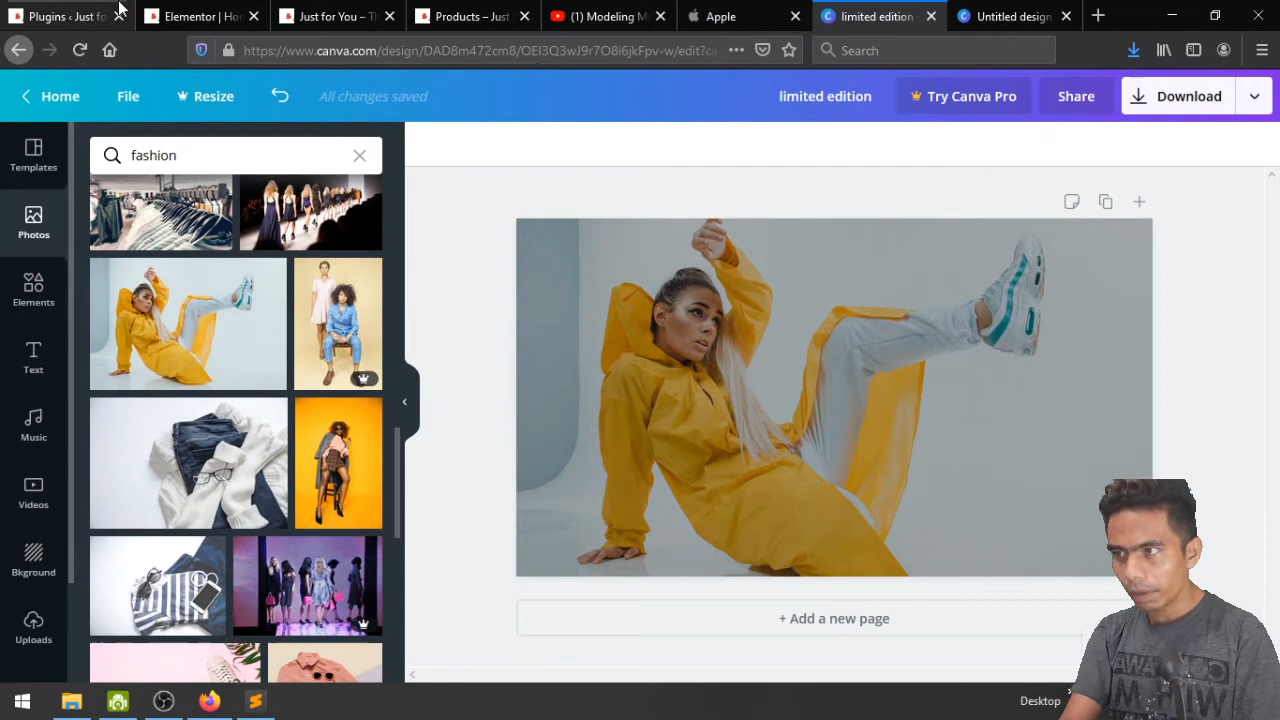 Plugins ‹ Just fo
Elementor | Ho
Just for You – Th
Products – Just
(1) Modeling M
Apple
limited edition -
Untitled design
https://www.canva.com/design/DAD8m472cm8/OEI3Q3wJ9r7O8i6jkFpv-w/edit?ca
Search
Home
File
Resize
All changes saved
limited edition
Try Canva Pro
Share
Download
Templates
fashion
Photos
Elements
Text
Music
Videos
Bkground
Uploads
+ Add a new page
Desktop